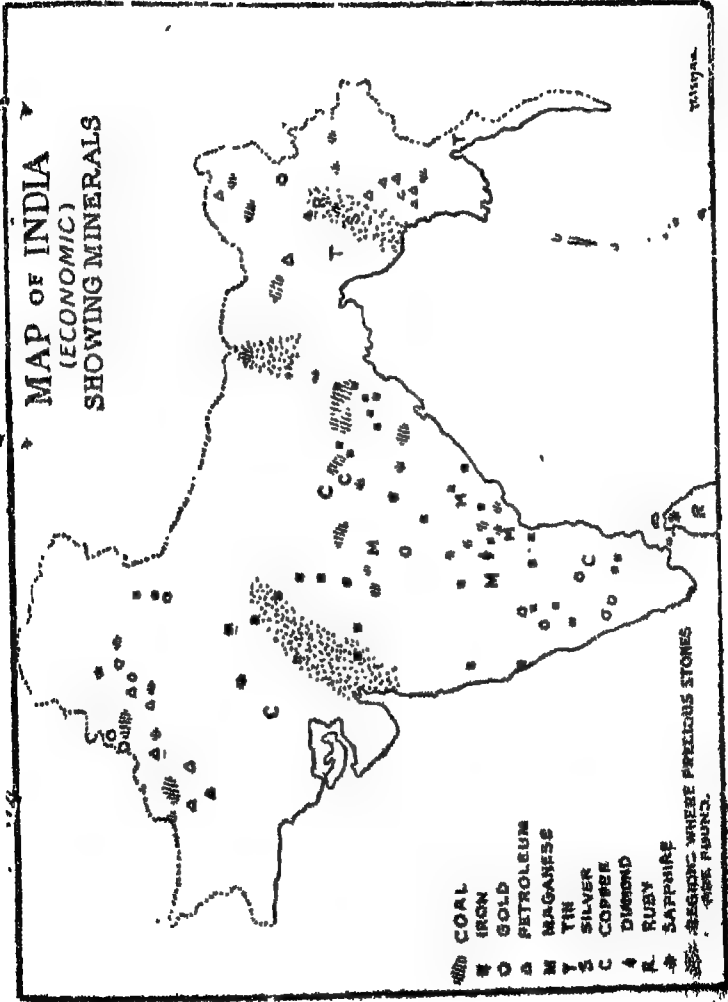 MAP OF INDIA
(ECONOMIC)
SHOWING MINERALS
COAL
IRON
O GOLD
PETROLEUM
M MAGANESE
T TIN
S SILVER
C COPPER
DIAMOND
R RUBY
SAPPHIRE
REGIONS WHERE PRECIOUS STONES
ARE FOUND.
T
R
S
T
C
C
M
O
M
M
M
C
C
R